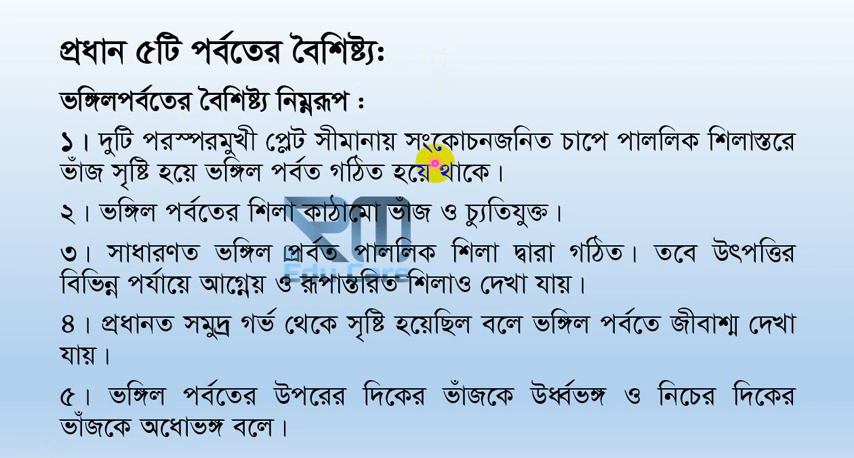 প্রধান ৫টি পর্বতের বৈশিষ্ট্য:
ভঙ্গিলপর্বতের বৈশিষ্ট্য নিম্নরূপ :
১। দুটি পরস্পরমুখী প্লেট সীমানায় সংকোচনজনিত চাপে পাললিক শিলাস্তরে
ভাঁজ সৃষ্টি হয়ে ভঙ্গিল পর্বত গঠিত হয়ে থাকে।
২। ভঙ্গিল পর্বতের শিলা কাঠামো ভাঁজ ও চ্যুতিযুক্ত।
৩। সাধারণত ভঙ্গিল পর্বত পাললিক শিলা দ্বারা গঠিত। তবে উৎপত্তির
বিভিন্ন পর্যায়ে আগ্নেয় ও রূপান্তরিত শিলাও দেখা যায়।
৪। প্রধানত সমুদ্র গর্ভ থেকে সৃষ্টি হয়েছিল বলে ভঙ্গিল পর্বতে জীবাশ্ম দেখা
যায়।
৫। ভঙ্গিল পর্বতের উপরের দিকের ভাঁজকে উর্ধ্বভঙ্গ ও নিচের দিকের
ভাঁজকে অধোভঙ্গ বলে।
RM
Edu Care